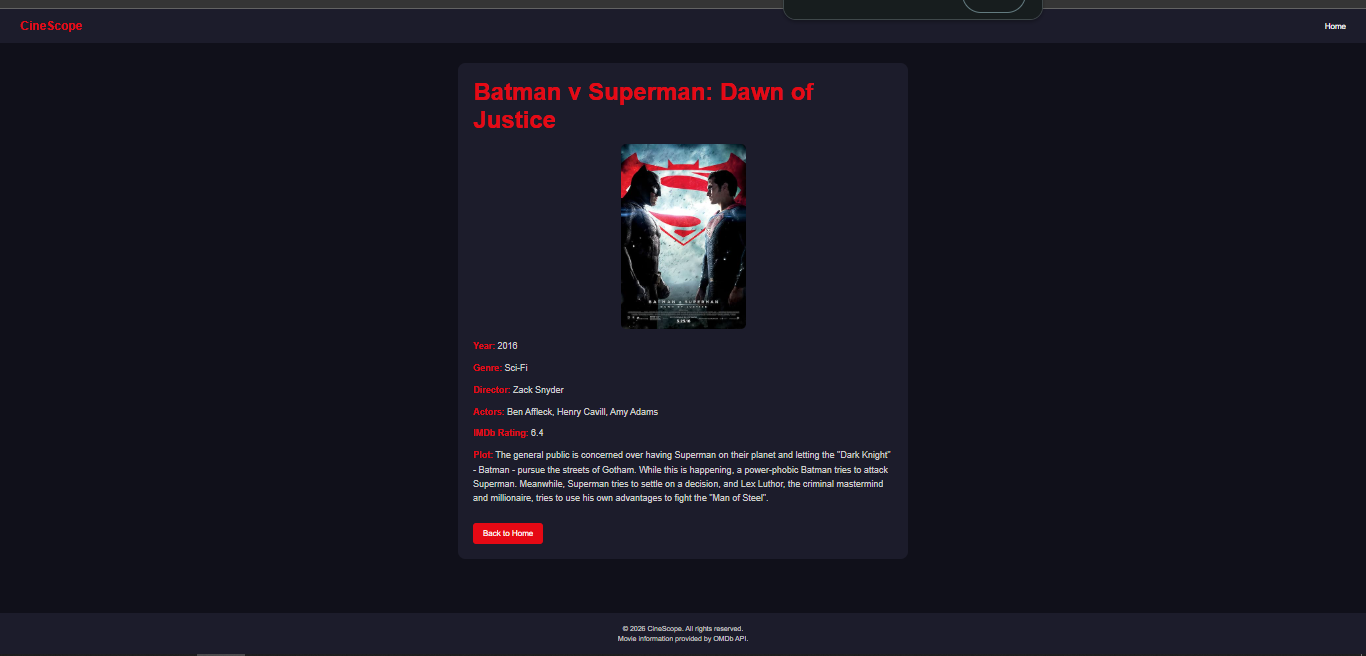 CineScope
Home
Batman v Superman: Dawn of
Justice
BATMAN v SUPERMAN
DAWN OF JUSTICE
Year: 2016
Genre: Sci-Fi
Director: Zack Snyder
Actors: Ben Affleck, Henry Cavill, Amy Adams
IMDb Rating: 6.4
Plot: The general public is concerned over having Superman on their planet and letting the "Dark Knight"
- Batman - pursue the streets of Gotham. While this is happening, a power-phobic Batman tries to attack
Superman. Meanwhile, Superman tries to settle on a decision, and Lex Luthor, the criminal mastermind
and millionaire, tries to use his own advantages to fight the "Man of Steel".
Back to Home
© 2026 CineScope. All rights reserved.
Movie information provided by OMDb API.